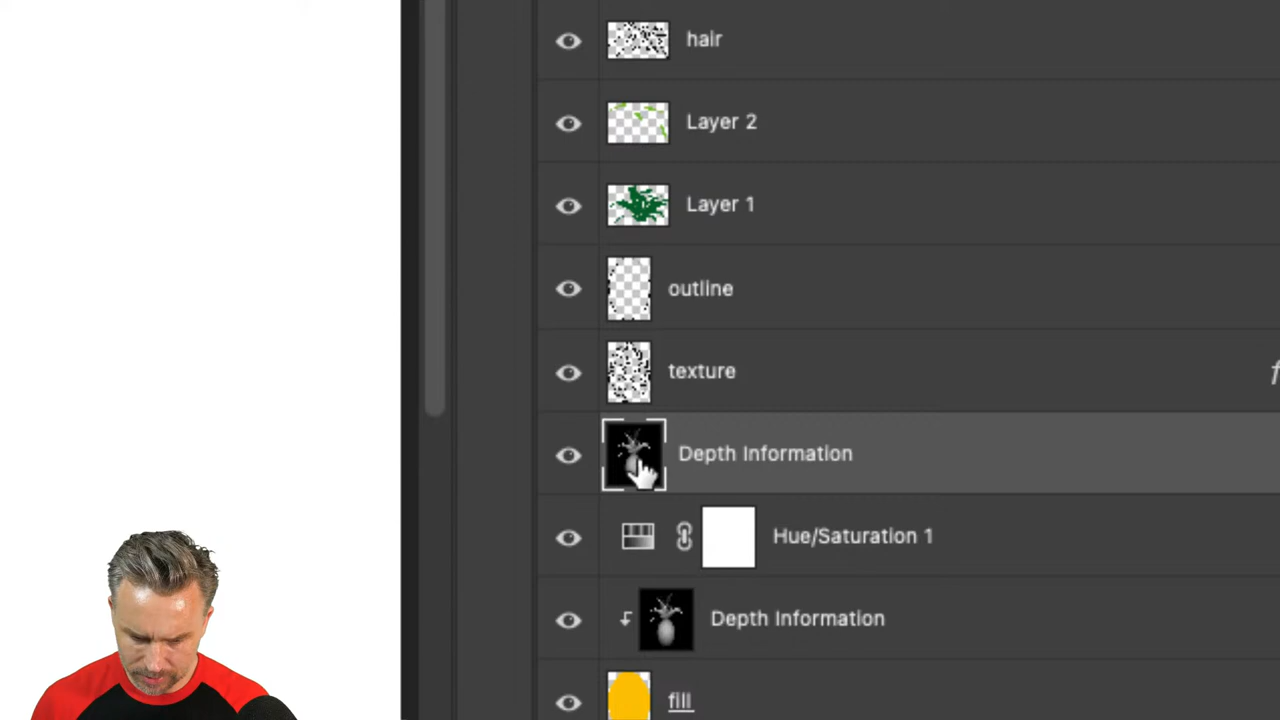 hair
Layer 2
Layer 1
outline
texture
Depth Information
Hue/Saturation 1
Depth Information
fill